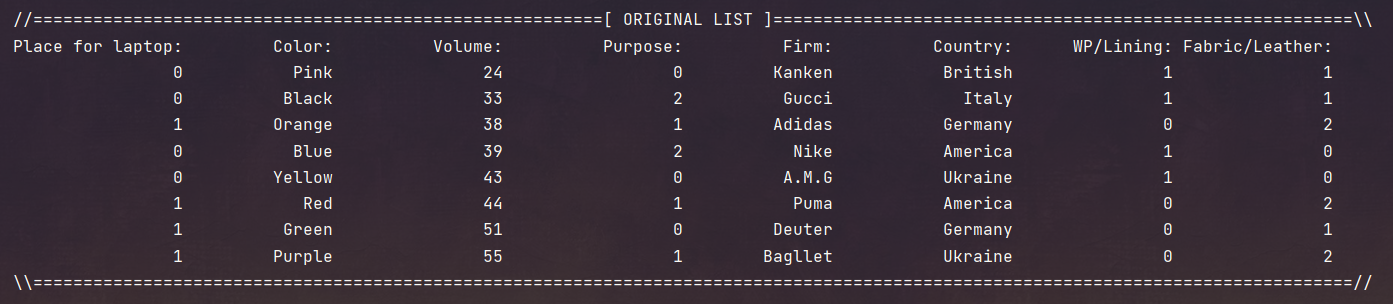 //=========================================================[ ORIGINAL LIST ]==========================================================\\
Place for laptop: Color: Volume: Purpose: Firm: Country: WP/Lining: Fabric/Leather:
0 Pink 24 0 Kanken British 1 1
0 Black 33 2 Gucci Italy 1 1
1 Orange 38 1 Adidas Germany 0 2
0 Blue 39 2 Nike America 1 0
0 Yellow 43 0 A.M.G Ukraine 1 0
1 Red 44 1 Puma America 0 2
1 Green 51 0 Deuter Germany 0 1
1 Purple 55 1 Bagllet Ukraine 0 2
\\====================================================================================================================================//